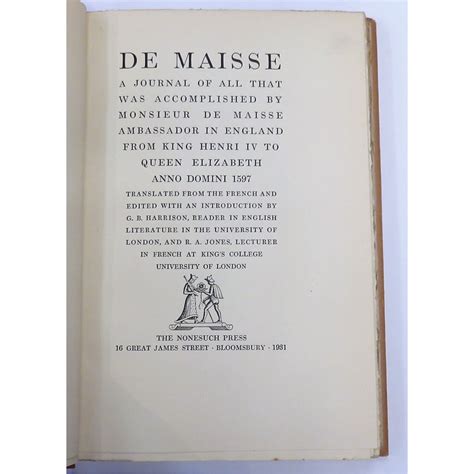 DE MAISSE
A JOURNAL OF ALL THAT
WAS ACCOMPLISHED BY
MONSIEUR DE MAISSE
AMBASSADOR IN ENGLAND
FROM KING HENRI IV TO
QUEEN ELIZABETH
ANNO DOMINI 1597
TRANSLATED FROM THE FRENCH AND
EDITED WITH AN INTRODUCTION BY
G. B. HARRISON, READER IN ENGLISH
LITERATURE IN THE UNIVERSITY OF
LONDON, AND R. A. JONES, LECTURER
IN FRENCH AT KING'S COLLEGE
UNIVERSITY OF LONDON
THE NONESUCH PRESS
16 GREAT JAMES STREET · BLOOMSBURY · 1931